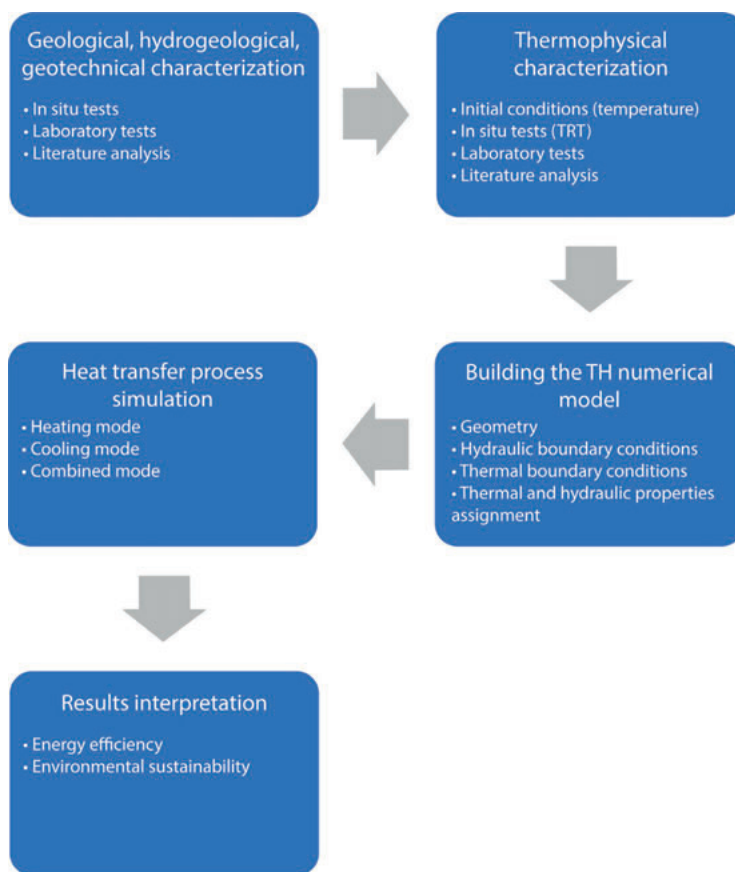 Geological, hydrogeological,
geotechnical characterization
• In situ tests
• Laboratory tests
• Literature analysis
Thermophysical
characterization
• Initial conditions (temperature)
• In situ tests (TRT)
• Laboratory tests
• Literature analysis
Building the TH numerical
model
• Geometry
• Hydraulic boundary conditions
• Thermal boundary conditions
• Thermal and hydraulic properties
assignment
Heat transfer process
simulation
• Heating mode
• Cooling mode
• Combined mode
Results interpretation
• Energy efficiency
• Environmental sustainability